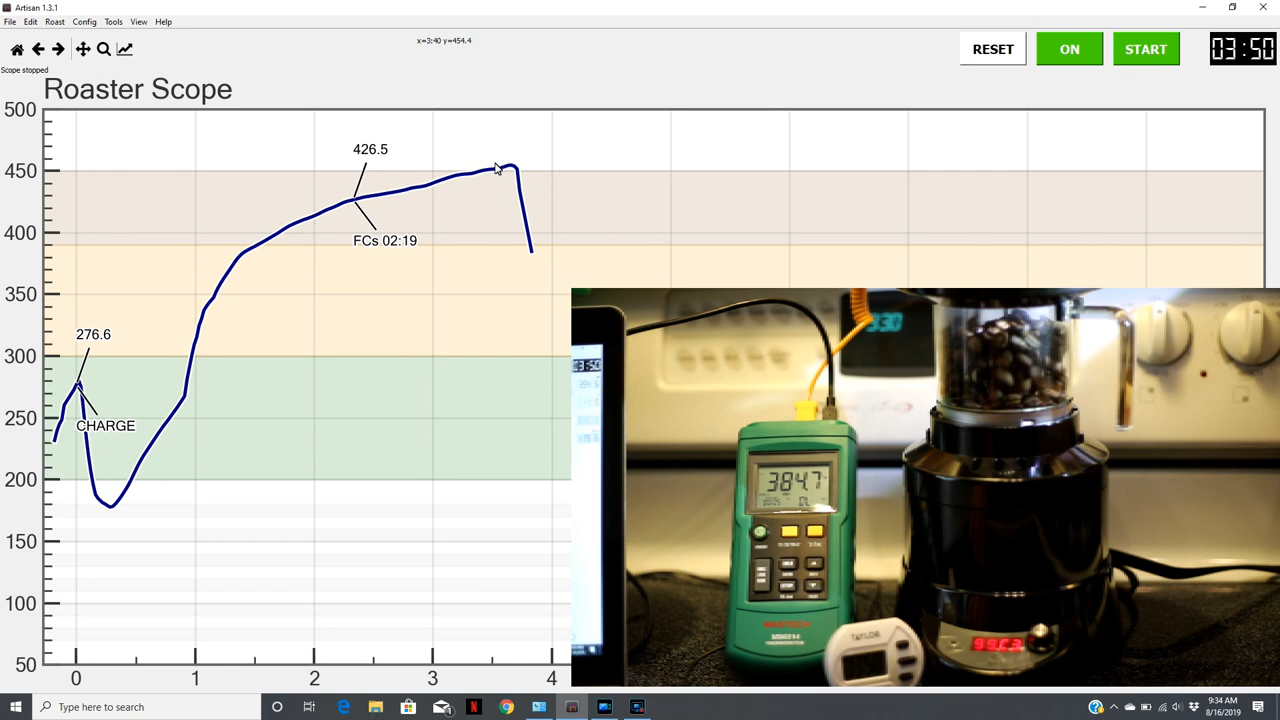 Artisan 1.3.1
File Edit Roast Config Tools View Help
x=3:40 y=454.4
RESET ON START 03:50
Scope stopped
Roaster Scope
500
450
400
350
300
250
200
150
100
50
0 1 2 3 4
426.5
FCs 02:19
276.6
CHARGE
330
384.7
TAYLOR
Type here to search
9:34 AM
8/16/2019